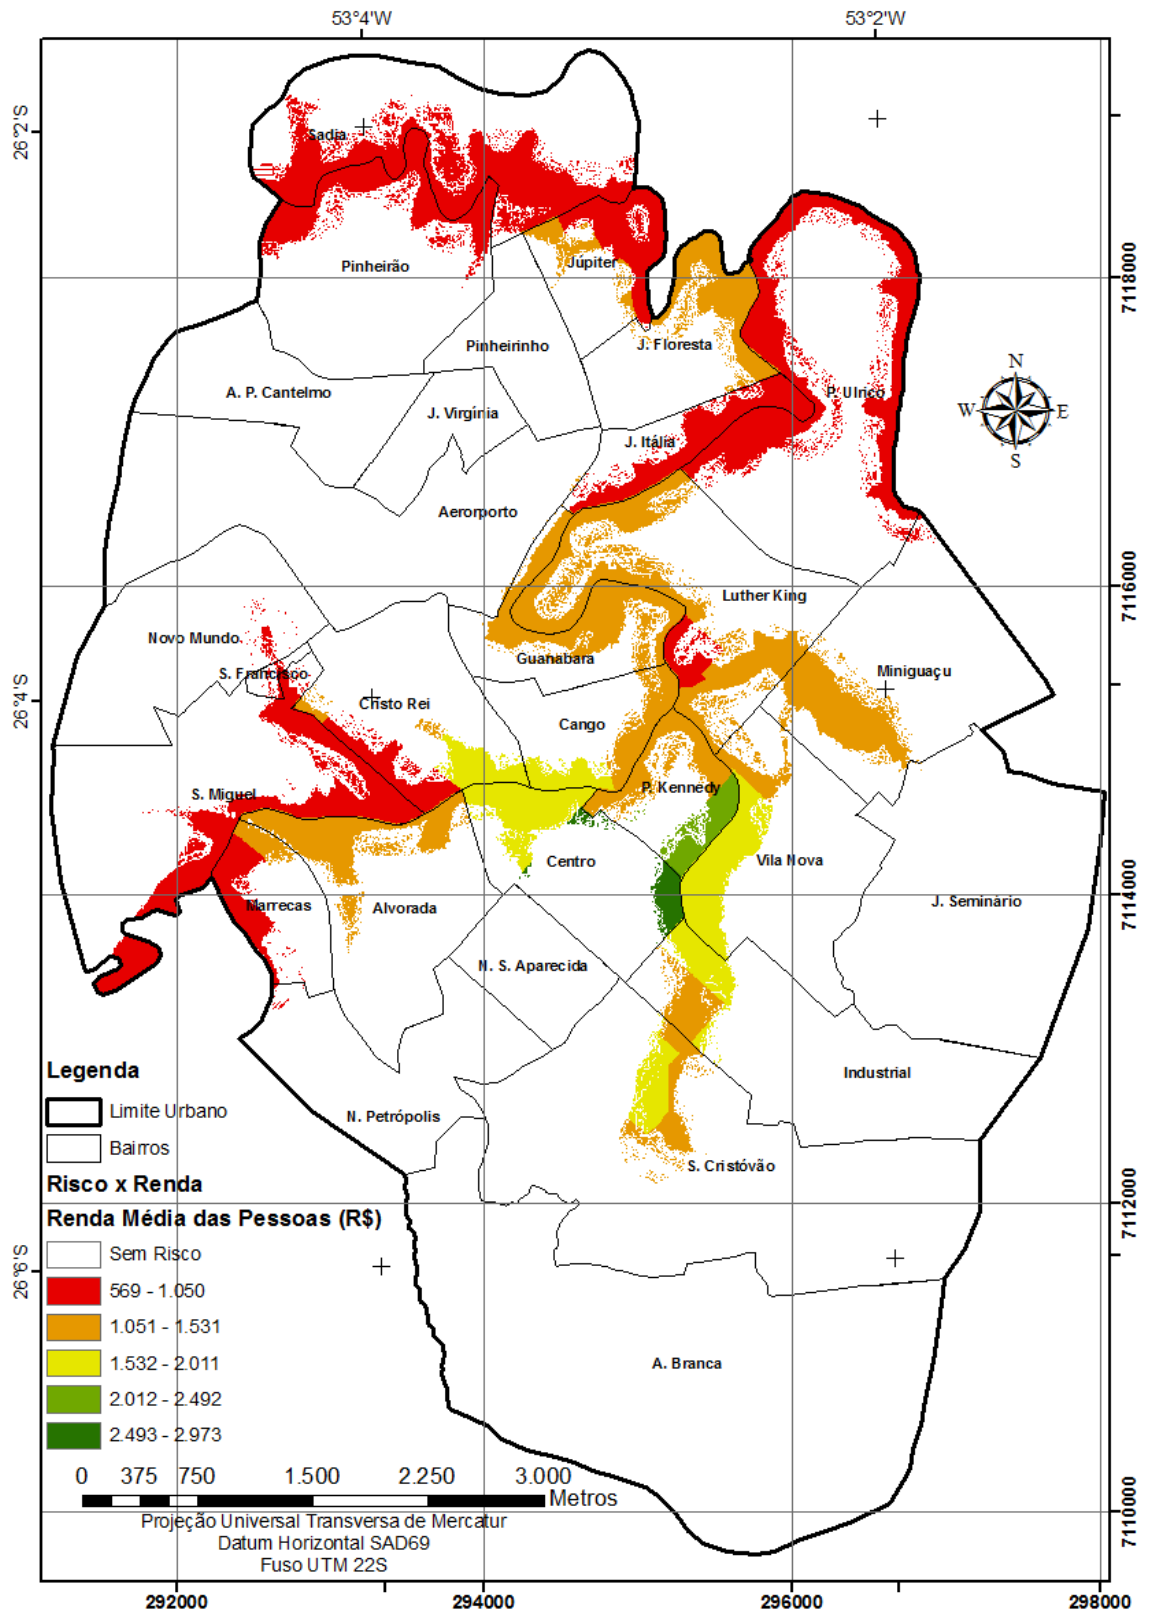 53°4'W
53°2'W
26°2'S
Sadia
Pinheirão
Júpiter
7118000
Pinheirinho
J. Floresta
N
W
E
S
A. P. Cantelmo
P. Ulrico
J. Virgínia
J. Itália
Aerorporto
7116000
Luther King
Novo Mundo
Guanabara
S. Francisco
Miniguaçu
26°4'S
Cristo Rei
Cango
S. Miguel
P. Kennedy
Centro
Vila Nova
7114000
Marrecas
Alvorada
J. Seminário
N. S. Aparecida
Legenda
Industrial
Limite Urbano
N. Petrópolis
Bairros
S. Cristóvão
Risco x Renda
7112000
Renda Média das Pessoas (R$)
Sem Risco
26°6'S
569 - 1.050
1.051 - 1.531
1.532 - 2.011
A. Branca
2.012 - 2.492
2.493 - 2.973
0 375 750 1.500 2.250 3.000
Metros
7110000
Projeção Universal Transversa de Mercatur
Datum Horizontal SAD69
Fuso UTM 22S
292000
294000
296000
298000